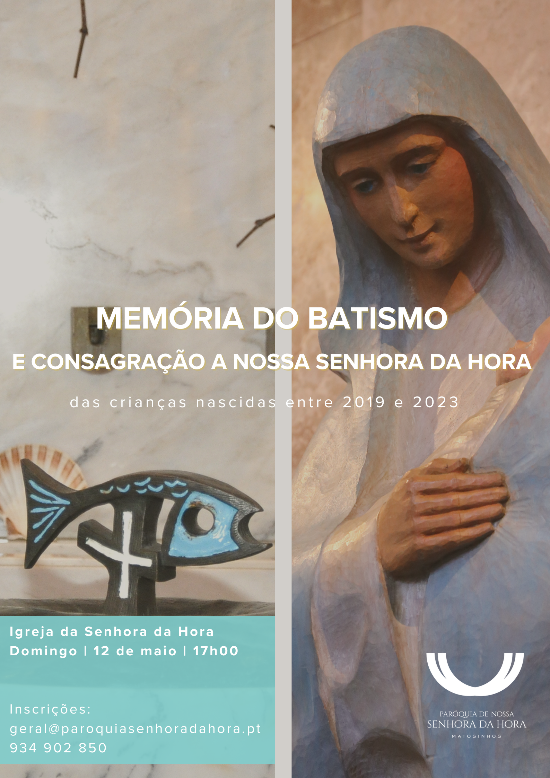 MEMÓRIA DO BATISMO
E CONSAGRAÇÃO A NOSSA SENHORA DA HORA
das crianças nascidas entre 2019 e 2023
Igreja da Senhora da Hora
Domingo | 12 de maio | 17h00
Inscrições:
geral@paroquiasenhoradahora.pt
934 902 850
PAROQUIA DE NOSSA
SENHORA DA HORA
MATOSINHOS